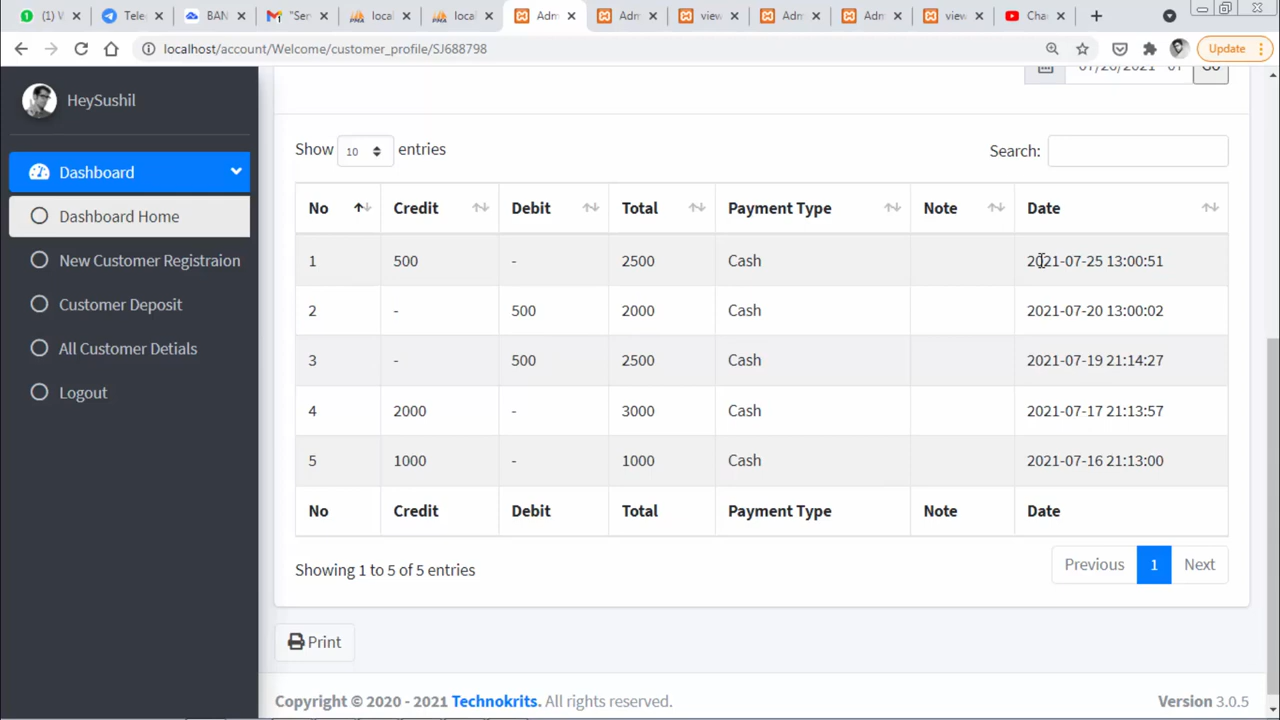 1 W
Tele
BAN
"Ser
local
loca
Adm
Adm
view
Adm
Adm
view
Cha
localhost/account/Welcome/customer_profile/SJ688798
Update
HeySushil
07/26/2021 - 07
Go
Dashboard
Dashboard Home
New Customer Registraion
Customer Deposit
All Customer Detials
Logout
Show 10 entries
Search:
No Credit Debit Total Payment Type Note Date
1 500 - 2500 Cash 2021-07-25 13:00:51
2 - 500 2000 Cash 2021-07-20 13:00:02
3 - 500 2500 Cash 2021-07-19 21:14:27
4 2000 - 3000 Cash 2021-07-17 21:13:57
5 1000 - 1000 Cash 2021-07-16 21:13:00
No Credit Debit Total Payment Type Note Date
Showing 1 to 5 of 5 entries
Previous 1 Next
Print
Copyright © 2020 - 2021 Technokrits. All rights reserved.
Version 3.0.5